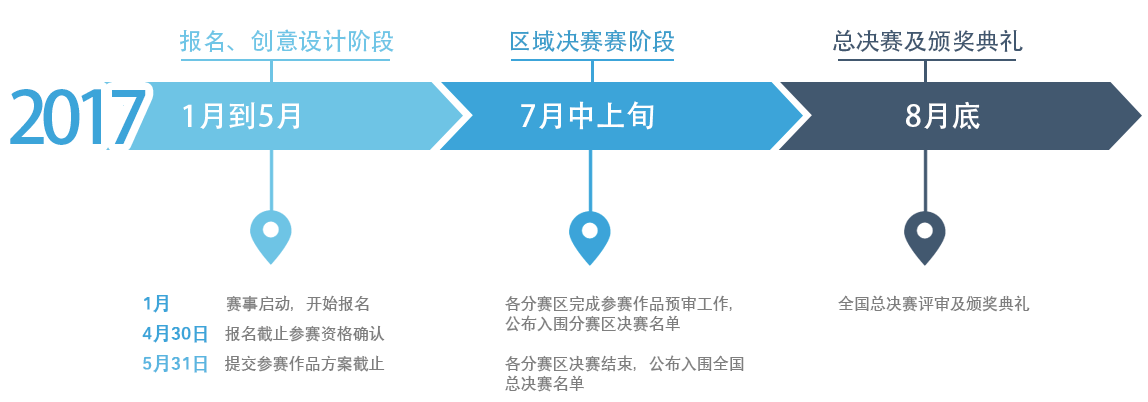 报名、创意设计阶段
区域决赛赛阶段
总决赛及颁奖典礼
2017
1月到5月
7月中上旬
8月底
1月 赛事启动，开始报名
4月30日 报名截止参赛资格确认
5月31日 提交参赛作品方案截止
各分赛区完成参赛作品预审工作，
公布入围分赛区决赛名单
各分赛区决赛结束，公布入围全国
总决赛名单
全国总决赛评审及颁奖典礼